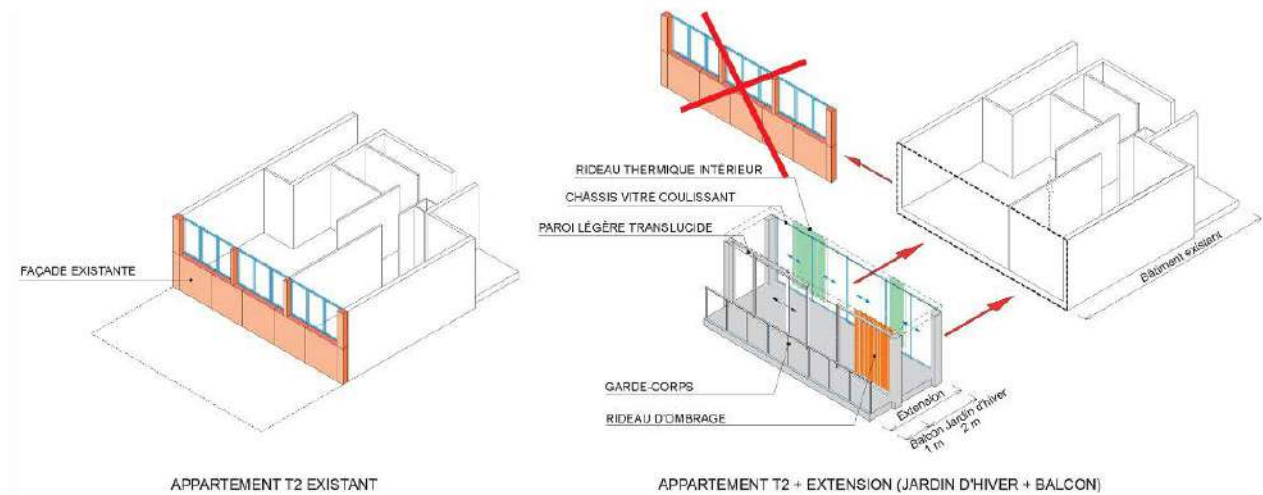 FAÇADE EXISTANTE
APPARTEMENT T2 EXISTANT
RIDEAU THERMIQUE INTÉRIEUR
CHÂSSIS VITRÉ COULISSANT
PAROI LÉGÈRE TRANSLUCIDE
GARDE-CORPS
RIDEAU D'OMBRAGE
Bâtiment existant
Extension
Balcon Jardin d'hiver
1 m 2 m
APPARTEMENT T2 + EXTENSION (JARDIN D'HIVER + BALCON)